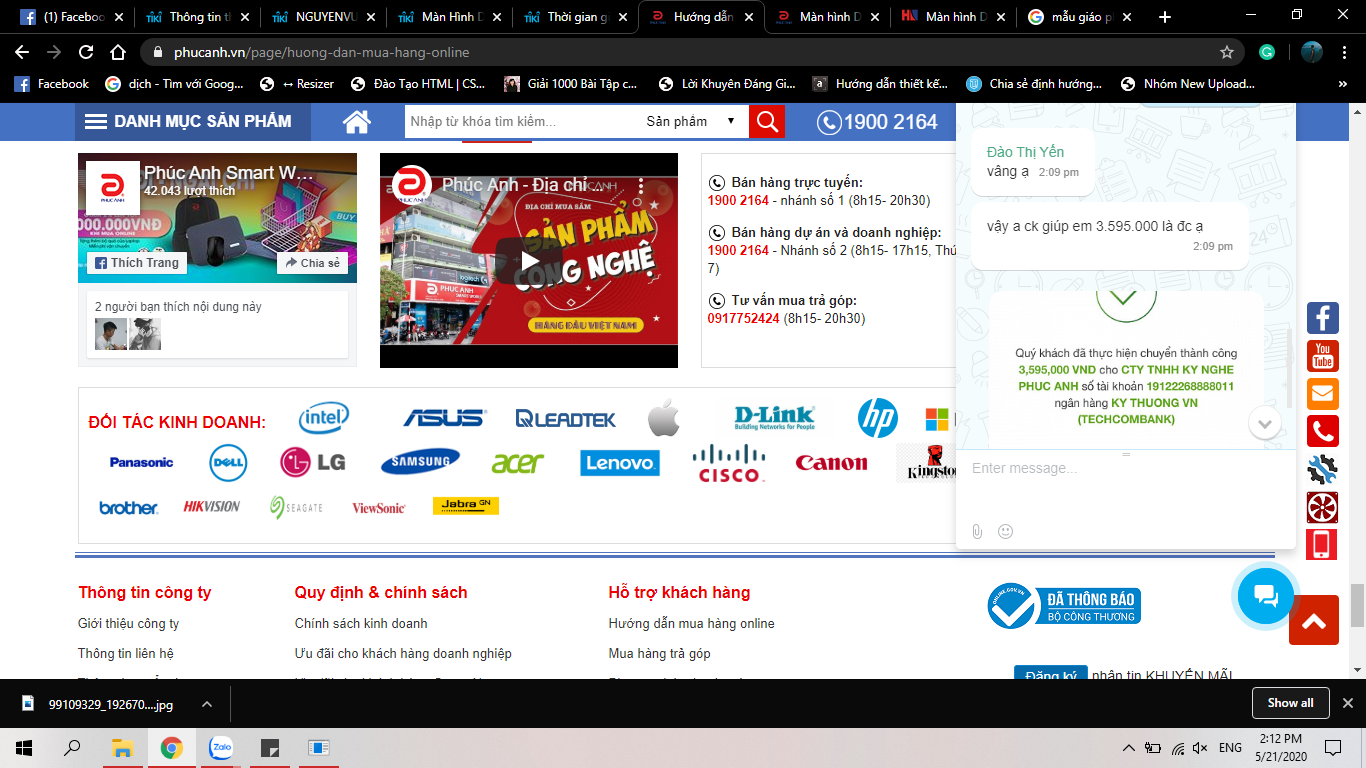 (1) Faceboo
Thông tin t
NGUYENVU
Màn Hình D
Thời gian g
Hướng dẫn
Màn hình D
Màn hình D
mẫu giáo p
phucanh.vn/page/huong-dan-mua-hang-online
Facebook
dịch - Tìm với Goog...
↔ Resizer
Đào Tạo HTML | CS...
Giải 1000 Bài Tập c...
Lời Khuyên Đáng Gi...
Hướng dẫn thiết kế...
Chia sẻ định hướng...
Nhóm New Upload...
DANH MỤC SẢN PHẨM
Nhập từ khóa tìm kiếm...
Sản phẩm
1900 2164
Phúc Anh Smart W...
42.043 lượt thích
Thích Trang
Chia sẻ
2 người bạn thích nội dung này
Phúc Anh - Địa chỉ ...
ĐỊA CHỈ MUA SẮM
SẢN PHẨM
CÔNG NGHỆ
HÀNG ĐẦU VIỆT NAM
Bán hàng trực tuyến:
1900 2164 - nhánh số 1 (8h15- 20h30)
Bán hàng dự án và doanh nghiệp:
1900 2164 - Nhánh số 2 (8h15- 17h15, Thứ
7)
Tư vấn mua trả góp:
0917752424 (8h15- 20h30)
Đào Thị Yến
vâng ạ 2:09 pm
vậy a ck giúp em 3.595.000 là đc ạ
2:09 pm
Quý khách đã thực hiện chuyển thành công
3,595,000 VND cho CTY TNHH KY NGHE
PHUC ANH số tài khoản 19122268888011
ngân hàng KY THUONG VN
(TECHCOMBANK)
Enter message...
ĐỐI TÁC KINH DOANH:
intel
ASUS
LEADTEK
D-Link
Building Networks for People
hp
Panasonic
DELL
LG
SAMSUNG
acer
Lenovo
CISCO
Canon
Kingston
brother
HIKVISION
SEAGATE
ViewSonic
Jabra GN
You
Tube
Thông tin công ty
Giới thiệu công ty
Thông tin liên hệ
Quy định & chính sách
Chính sách kinh doanh
Ưu đãi cho khách hàng doanh nghiệp
Hỗ trợ khách hàng
Hướng dẫn mua hàng online
Mua hàng trả góp
ONLINE.GOV.VN
ĐÃ THÔNG BÁO
BỘ CÔNG THƯƠNG
Đăng ký nhận tin KHUYẾN MÃI
99109329_192670....jpg
Show all
Zalo
ENG
2:12 PM
5/21/2020